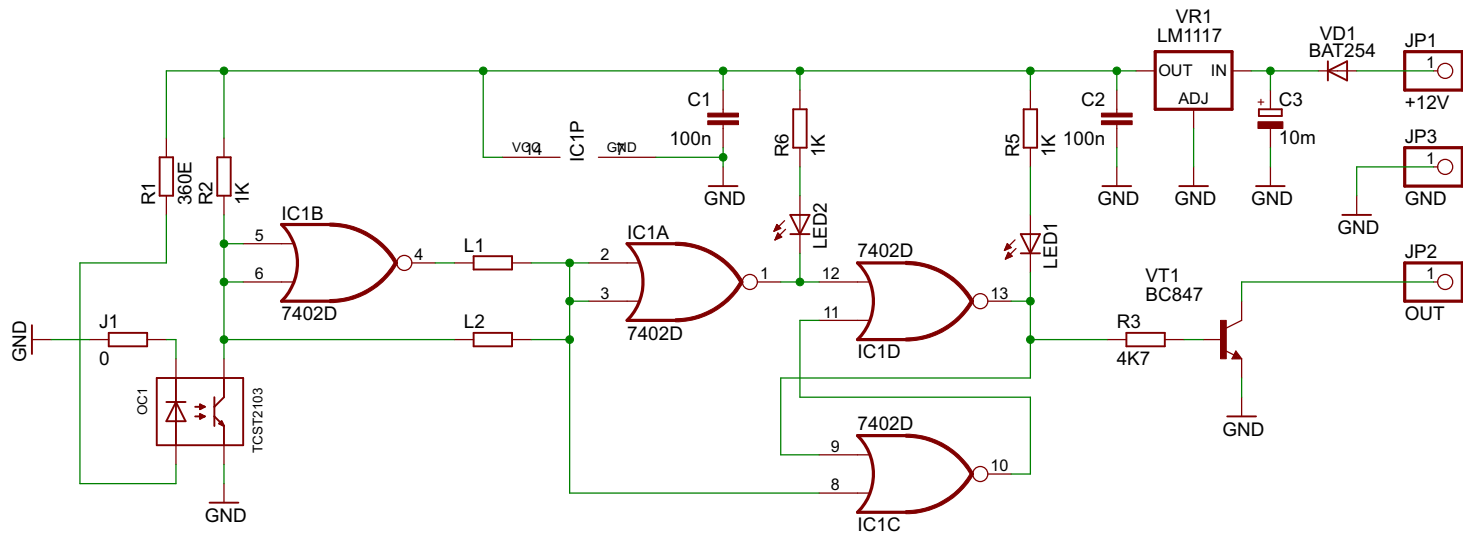 VR1
LM1117
OUT IN
ADJ
GND
VD1
BAT254
JP1
1
+12V
C3
+
10m
GND
JP3
1
GND
GND
C2
100n
GND
C1
100n
GND
IC1P
VCC
14
GND
7
R6
1K
R5
1K
R1
360E
R2
1K
LED2
LED1
IC1B
5
6
4
7402D
L1
L2
IC1A
2
3
1
7402D
7402D
12
11
13
IC1D
VT1
BC847
JP2
1
OUT
R3
4K7
GND
GND
J1
0
OC1
TCST2103
GND
7402D
9
8
10
IC1C